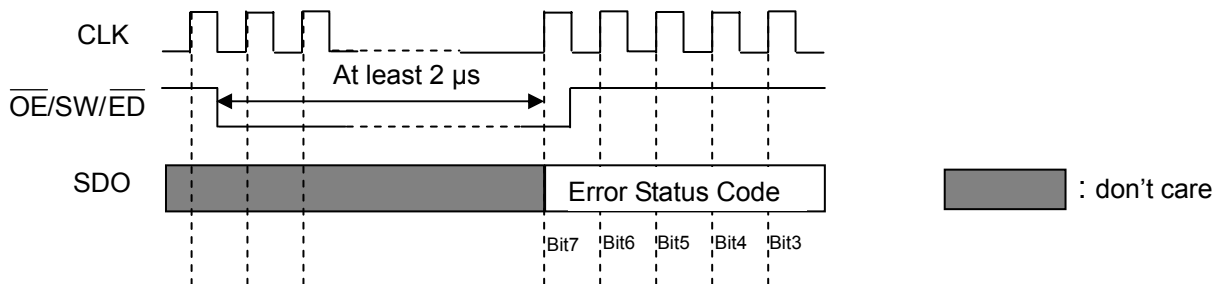 CLK
At least 2 µs
OE/SW/ED
SDO
Error Status Code
: don't care
Bit7 Bit6 Bit5 Bit4 Bit3